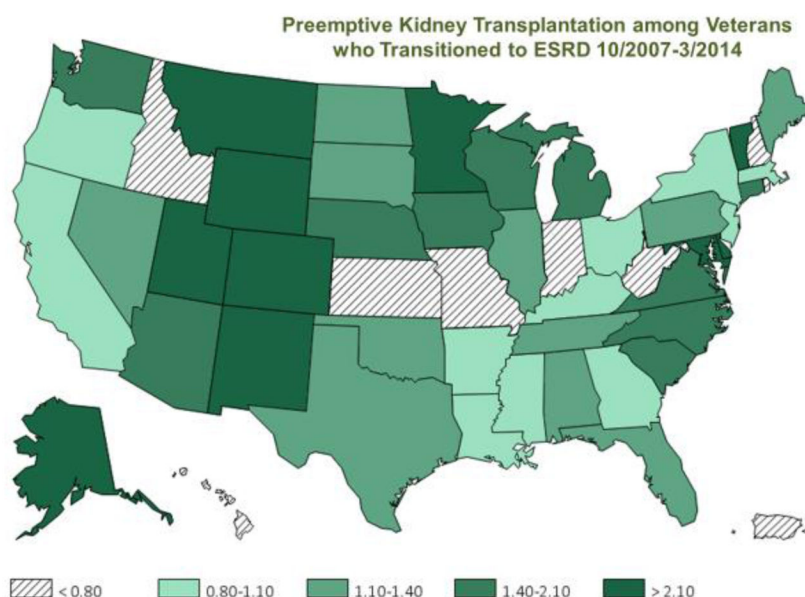 Preemptive Kidney Transplantation among Veterans
who Transitioned to ESRD 10/2007-3/2014
< 0.80
0.80-1.10
1.10-1.40
1.40-2.10
> 2.10